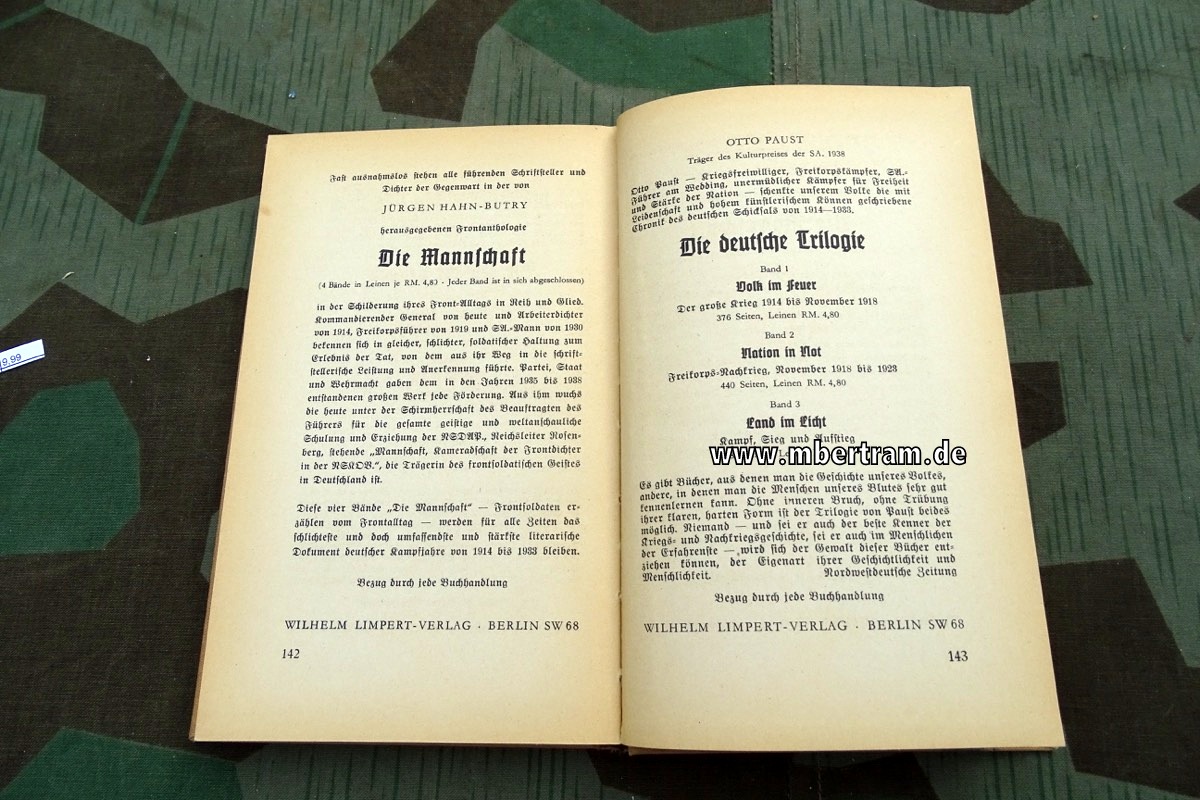 Fast ausnahmslos stehen alle führenden Schriftsteller und
Dichter der Gegenwart in der von
JÜRGEN HAHN-BUTRY
herausgegebenen Frontanthologie
Die Mannschaft
(4 Bände in Leinen je RM. 4,80 - Jeder Band ist in sich abgeschlossen)
in der Schilderung ihres Front-Alltags in Reih und Glied.
Kommandierender General von heute und Arbeiterdichter
von 1914, Freikorpsführer von 1919 und SA.-Mann von 1930
bekennen sich in gleicher, schlichter, soldatischer Haltung zum
Erlebnis der Tat, von dem aus ihr Weg in die schrift-
stellerische Leistung und Anerkennung führte. Partei, Staat
und Wehrmacht gaben dem in den Jahren 1935 bis 1938
entstandenen großen Werk jede Förderung. Aus ihm wuchs
die heute unter der Schirmherrschaft des Beauftragten des
Führers für die gesamte geistige und weltanschauliche
Schulung und Erziehung der NSDAP., Reichsleiter Rosen-
berg, stehende „Mannschaft, Kameradschaft der Frontdichter
in der NSKOV.“, die Trägerin des frontsoldatischen Geistes
in Deutschland ist.
Diese vier Bände „Die Mannschaft“ — Frontsoldaten er-
zählen vom Frontalltag — werden für alle Zeiten das
schlichteste und doch umfassendste und stärkste literarische
Dokument deutscher Kampfjahre von 1914 bis 1933 bleiben.
Bezug durch jede Buchhandlung
WILHELM LIMPERT-VERLAG · BERLIN SW 68
142
OTTO PAUST
Träger des Kulturpreises der SA. 1938
Otto Paust — Kriegsfreiwilliger, Freikorpskämpfer, SA.-
Führer am Wedding, unermüdlicher Kämpfer für Freiheit
und Stärke der Nation — schenkte unserem Volke die mit
Leidenschaft und hohem künstlerischem Können geschriebene
Chronik des deutschen Schicksals von 1914—1933.
Die deutsche Trilogie
Band 1
Volk im Feuer
Der große Krieg 1914 bis November 1918
376 Seiten, Leinen RM. 4,80
Band 2
Nation in Not
Freikorps-Nachkrieg, November 1918 bis 1923
440 Seiten, Leinen RM. 4,80
Band 3
Land im Licht
Kampf, Sieg und Aufstieg
www.mbertram.de
Es gibt Bücher, aus denen man die Geschichte unseres Volkes,
andere, in denen man die Menschen unseres Blutes sehr gut
kennenlernen kann. Ohne inneren Bruch, ohne Trübung
ihrer klaren, harten Form ist der Trilogie von Paust beides
möglich. Niemand — und sei er auch der beste Kenner der
Kriegs- und Nachkriegsgeschichte, sei er auch im Menschlichen
der Erfahrenste — wird sich der Gewalt dieser Bücher ent-
ziehen können, der Eigenart ihrer Geschichtlichkeit und
Menschlichkeit. Nordwestdeutsche Zeitung
Bezug durch jede Buchhandlung
WILHELM LIMPERT-VERLAG · BERLIN SW 68
143
9.99